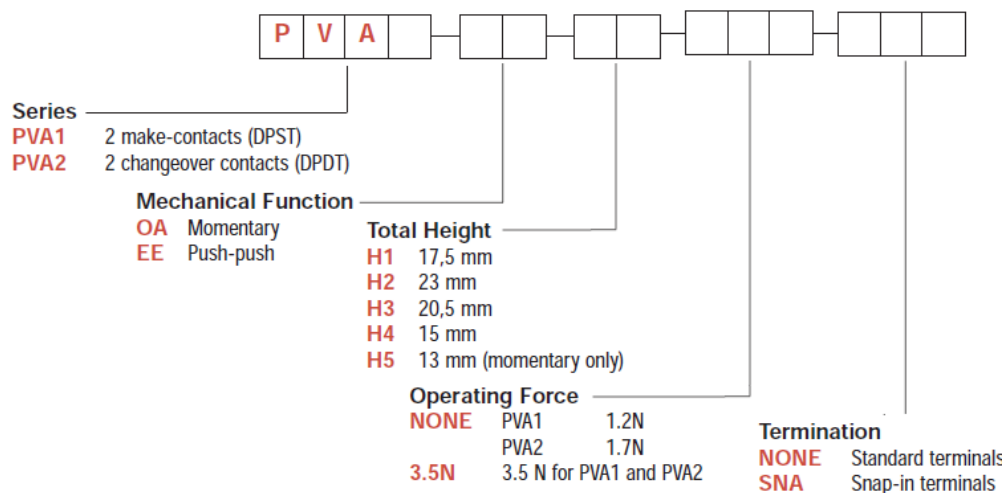 P V A
Series
PVA1 2 make-contacts (DPST)
PVA2 2 changeover contacts (DPDT)
Mechanical Function
OA Momentary
EE Push-push
Total Height
H1 17,5 mm
H2 23 mm
H3 20,5 mm
H4 15 mm
H5 13 mm (momentary only)
Operating Force
NONE PVA1 1.2N
PVA2 1.7N
3.5N 3.5 N for PVA1 and PVA2
Termination
NONE Standard terminals
SNA Snap-in terminals